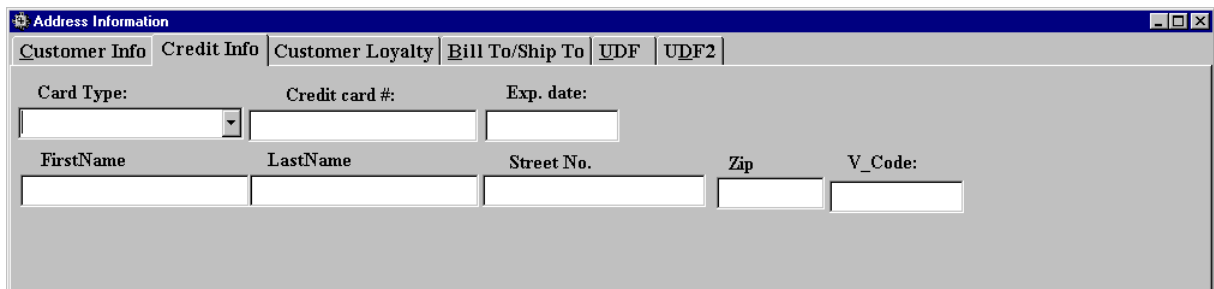 Address Information
Customer Info Credit Info Customer Loyalty Bill To/Ship To UDF UDF2
Card Type: Credit card #: Exp. date:
FirstName LastName Street No. Zip V_Code: